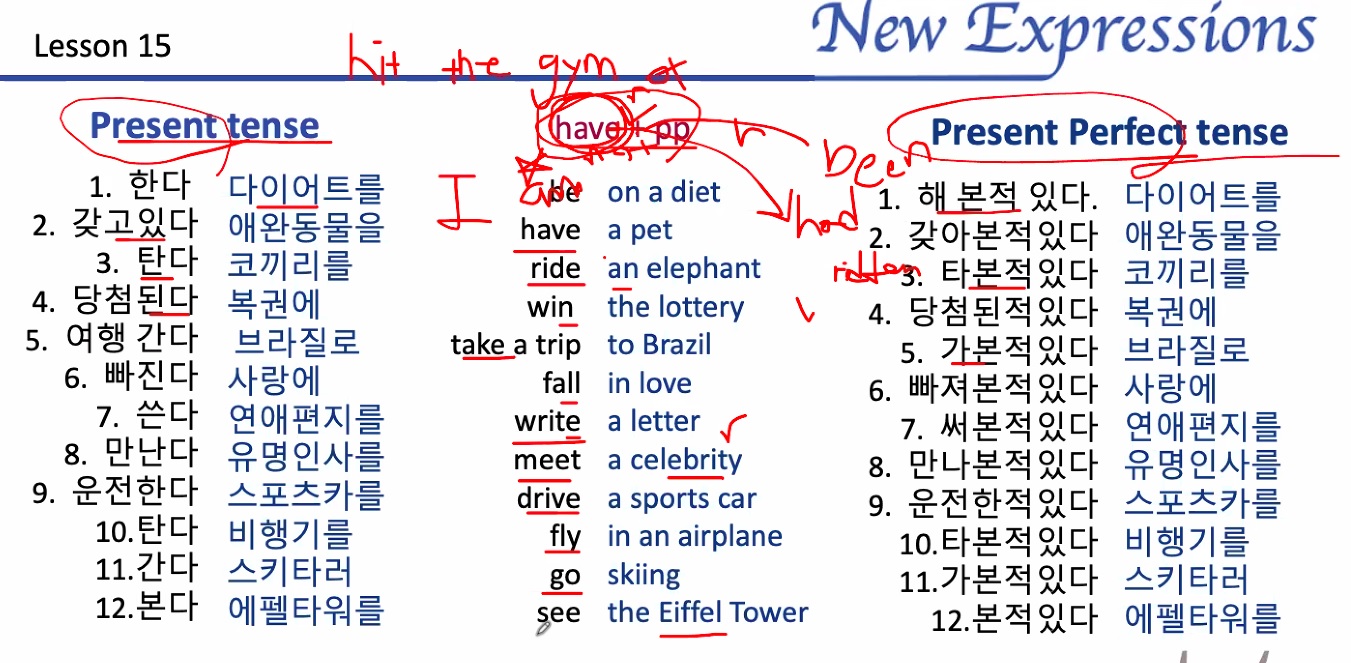 Lesson 15
New Expressions
hit the gym
Present tense
have + pp
Present Perfect tense
been
1. 한다 다이어트를
I
be on a diet
had
1. 해 본적 있다. 다이어트를
2. 갖고있다 애완동물을
have a pet
2. 갖아본적있다 애완동물을
3. 탄다 코끼리를
ride an elephant
ridden
3. 타본적있다 코끼리를
4. 당첨된다 복권에
win the lottery
4. 당첨된적있다 복권에
5. 여행 간다 브라질로
take a trip to Brazil
5. 가본적있다 브라질로
6. 빠진다 사랑에
fall in love
6. 빠져본적있다 사랑에
7. 쓴다 연애편지를
write a letter
7. 써본적있다 연애편지를
8. 만난다 유명인사를
meet a celebrity
8. 만나본적있다 유명인사를
9. 운전한다 스포츠카를
drive a sports car
9. 운전한적있다 스포츠카를
10.탄다 비행기를
fly in an airplane
10.타본적있다 비행기를
11.간다 스키타러
go skiing
11.가본적있다 스키타러
12.본다 에펠타워를
see the Eiffel Tower
12.본적있다 에펠타워를